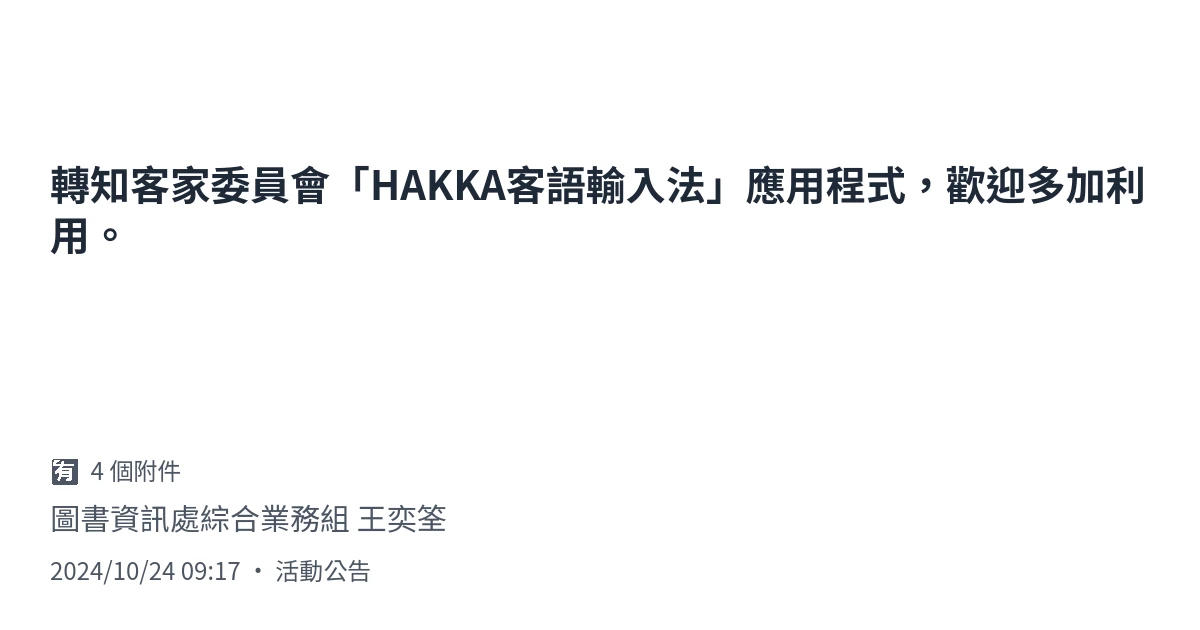 轉知客家委員會「HAKKA客語輸入法」應用程式，歡迎多加利
用。
有 4 個附件
圖書資訊處綜合業務組 王奕筌
2024/10/24 09:17 ・ 活動公告